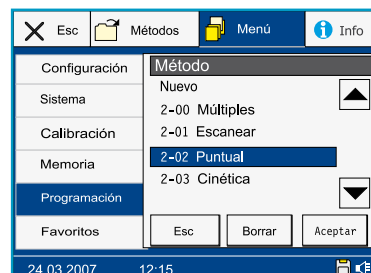 Esc Métodos Menú Info
Configuración
Sistema
Calibración
Memoria
Programación
Favoritos
Método
Nuevo
2-00 Múltiples
2-01 Escanear
2-02 Puntual
2-03 Cinética
Esc Borrar Aceptar
24.03.2007 12:15